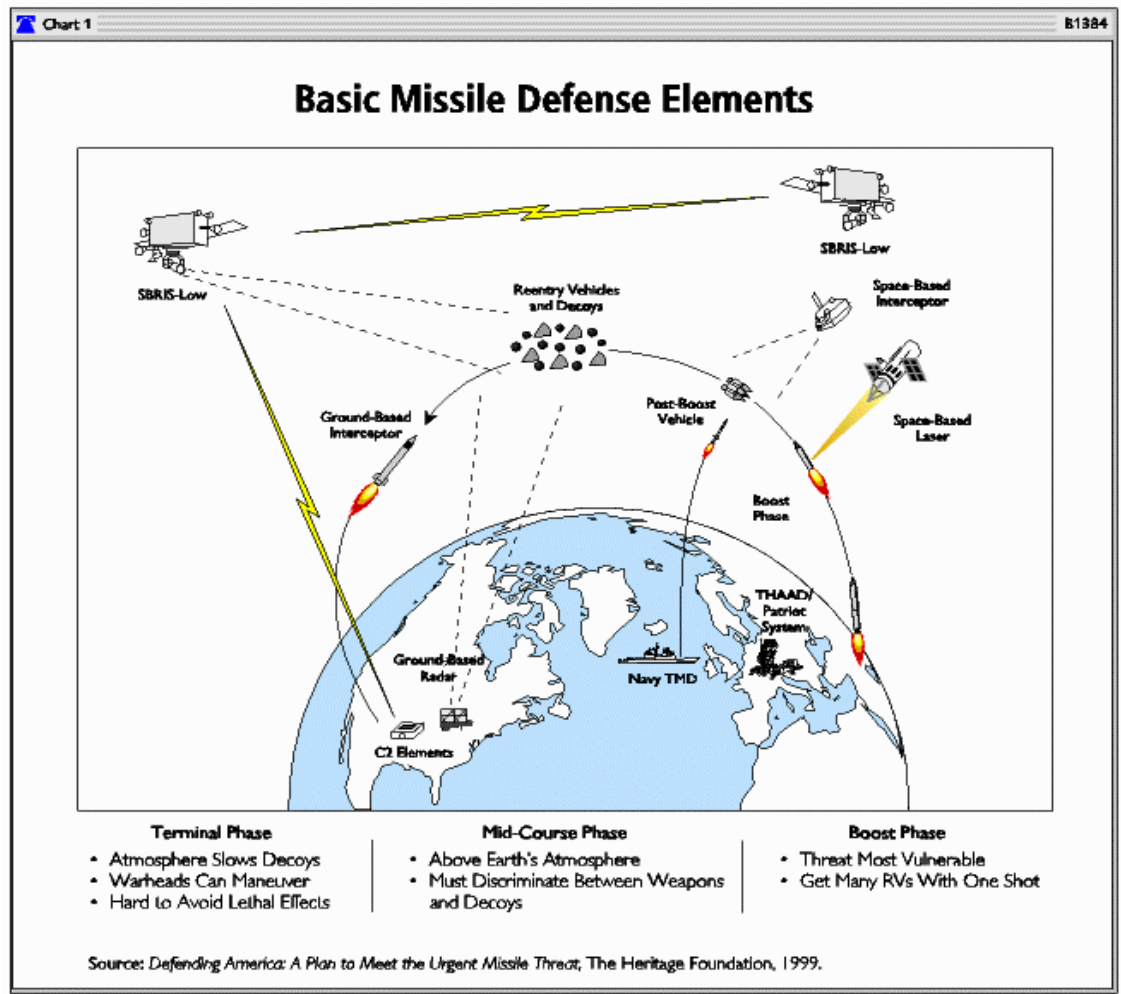 Chart 1
B1384
Basic Missile Defense Elements
SBRIS-Low
SBRIS-Low
Reentry Vehicles
and Decoys
Space-Based
Interceptor
Post-Boost
Vehicle
Ground-Based
Interceptor
Space-Based
Laser
Boost
Phase
THAAD/
Patriot
System
Ground-Based
Radar
Navy TMD
C2 Elements
Terminal Phase
• Atmosphere Slows Decoys
• Warheads Can Maneuver
• Hard to Avoid Lethal Effects
Mid-Course Phase
• Above Earth's Atmosphere
• Must Discriminate Between Weapons
and Decoys
Boost Phase
• Threat Most Vulnerable
• Get Many RVs With One Shot
Source: Defending America: A Plan to Meet the Urgent Missile Threat, The Heritage Foundation, 1999.